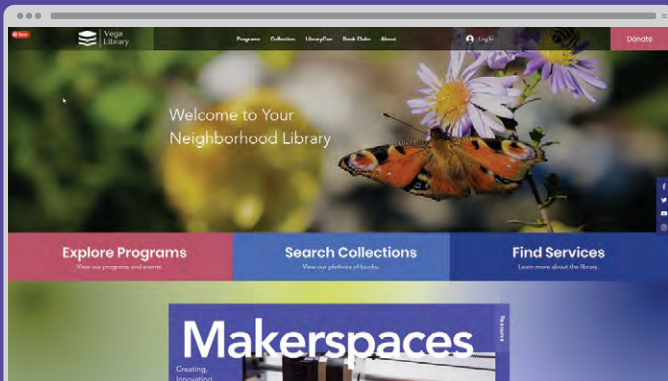 Vega
Library
Programs Collection LibraryCon Book Clubs About
Log In
Donate
Welcome to Your
Neighborhood Library
Explore Programs
View our programs and events.
Search Collections
View our plethora of books.
Find Services
Learn more about the library.
Makerspaces
Resource
Creating,
Innovating